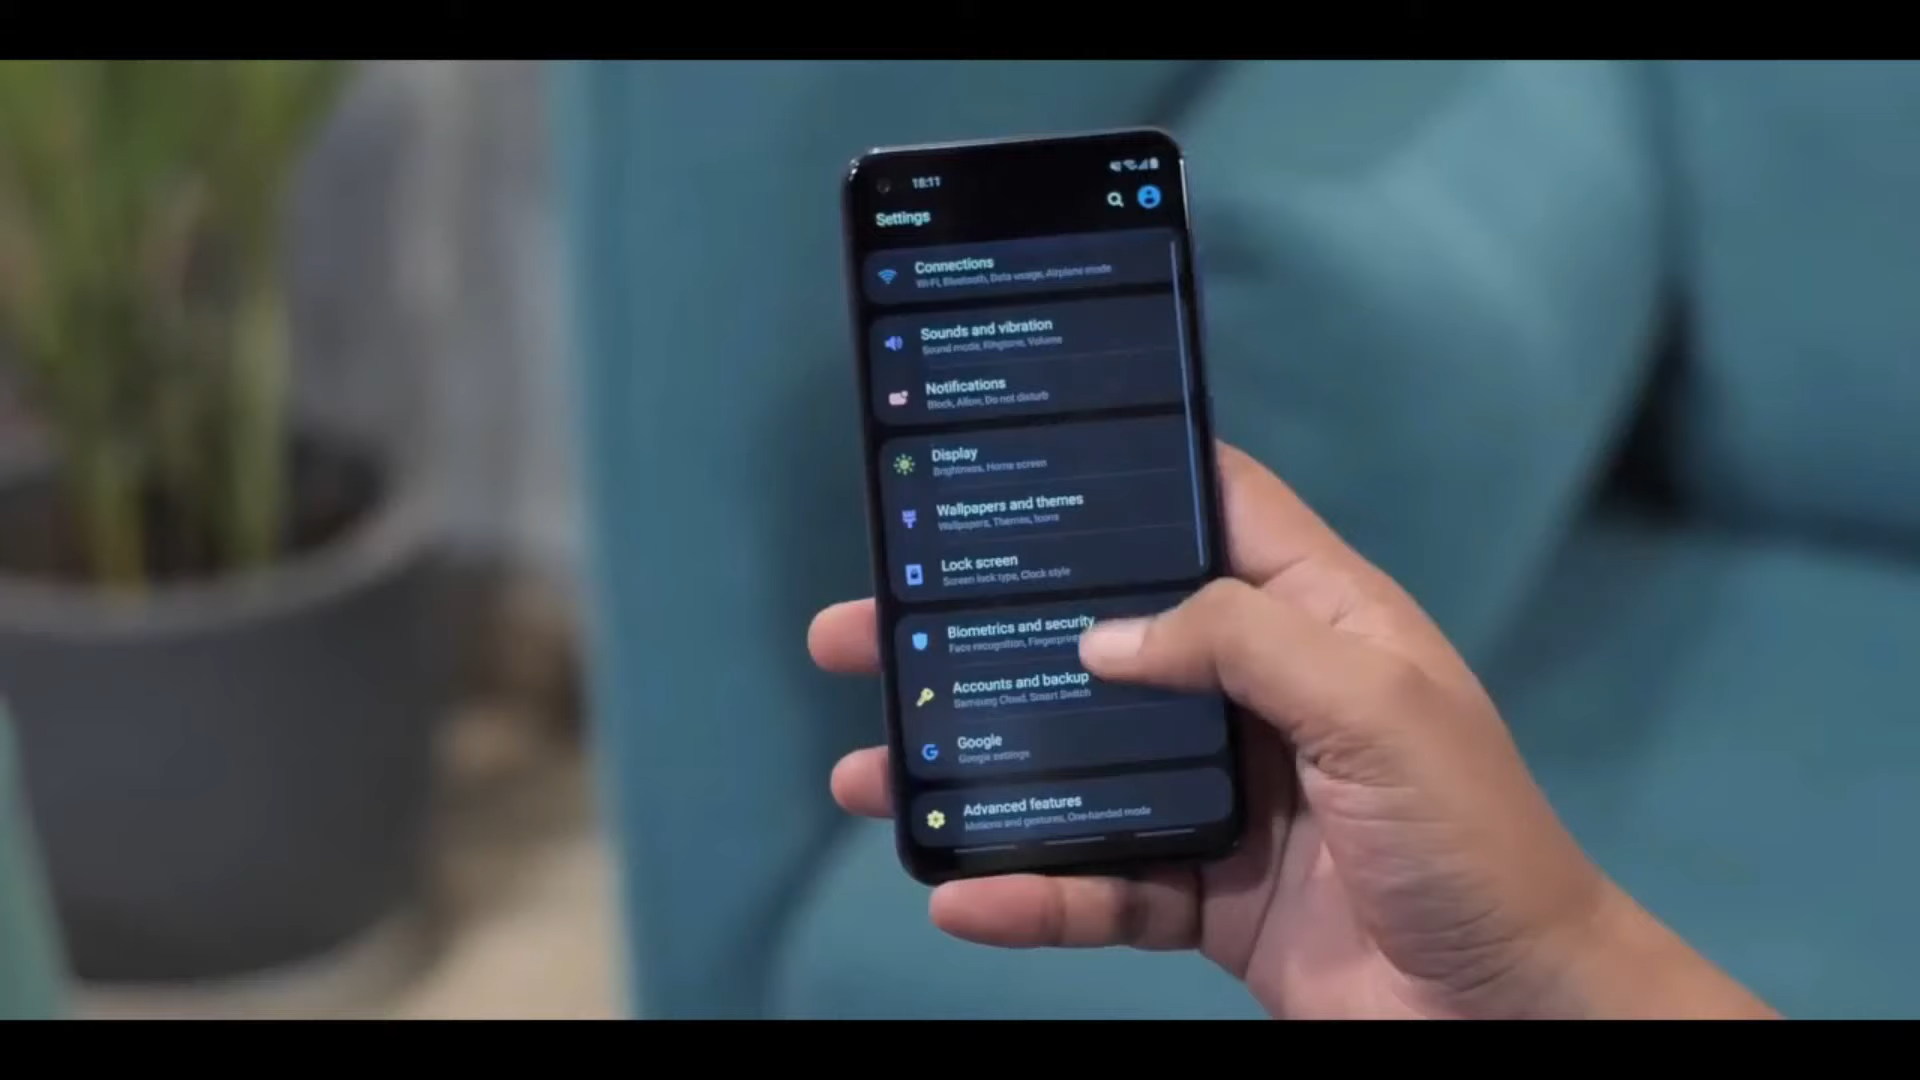 18:11
Settings
Connections
Wi-Fi, Bluetooth, Data usage, Airplane mode
Sounds and vibration
Sound mode, Ringtone, Volume
Notifications
Block, Allow, Do not disturb
Display
Brightness, Home screen
Wallpapers and themes
Wallpapers, Themes, Icons
Lock screen
Screen lock type, Clock style
Biometrics and security
Face recognition,
Accounts and backup
Samsung Cloud, Smart Switch
Google
Google settings
Advanced features
Motions and gestures, One-handed mode